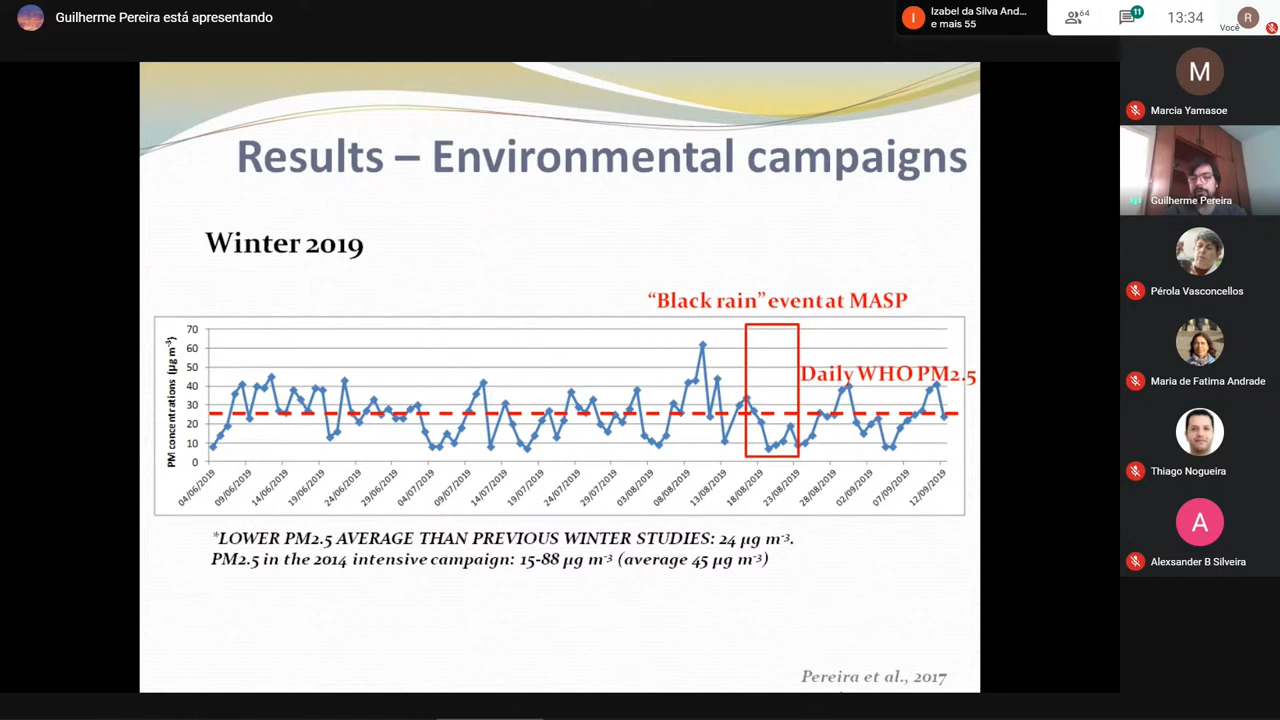 Guilherme Pereira está apresentando
Izabel da Silva And...
e mais 55
64
11
13:34
R
Você
Results – Environmental campaigns
Winter 2019
“Black rain” event at MASP
Daily WHO PM2.5
PM concentrations (µg m-3)
70
60
50
40
30
20
10
0
04/06/2019
09/06/2019
14/06/2019
19/06/2019
24/06/2019
29/06/2019
04/07/2019
09/07/2019
14/07/2019
19/07/2019
24/07/2019
29/07/2019
03/08/2019
08/08/2019
13/08/2019
18/08/2019
23/08/2019
28/08/2019
02/09/2019
07/09/2019
12/09/2019
*LOWER PM2.5 AVERAGE THAN PREVIOUS WINTER STUDIES: 24 µg m-3.
PM2.5 in the 2014 intensive campaign: 15-88 µg m-3 (average 45 µg m-3)
Pereira et al., 2017
M
Marcia Yamasoe
Guilherme Pereira
Pérola Vasconcellos
Maria de Fatima Andrade
Thiago Nogueira
A
Alexsander B Silveira
I